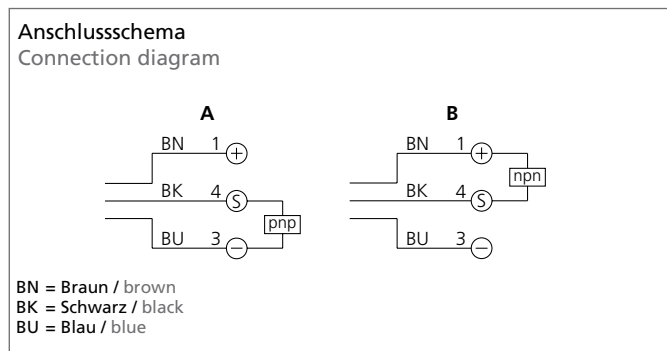 Anschlussschema
Connection diagram
A
BN 1 +
BK 4 S
pnp
BU 3 −
B
BN 1 +
npn
BK 4 S
BU 3 −
BN = Braun / brown
BK = Schwarz / black
BU = Blau / blue